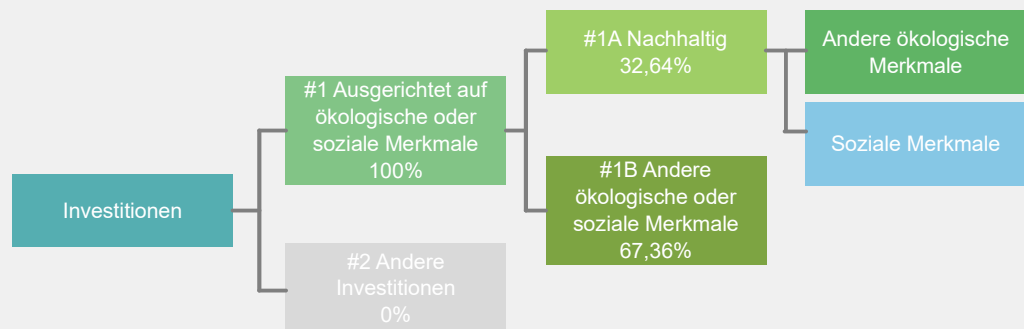 Investitionen
#1 Ausgerichtet auf
ökologische oder
soziale Merkmale
100%
#2 Andere
Investitionen
0%
#1A Nachhaltig
32,64%
#1B Andere
ökologische oder
soziale Merkmale
67,36%
Andere ökologische
Merkmale
Soziale Merkmale